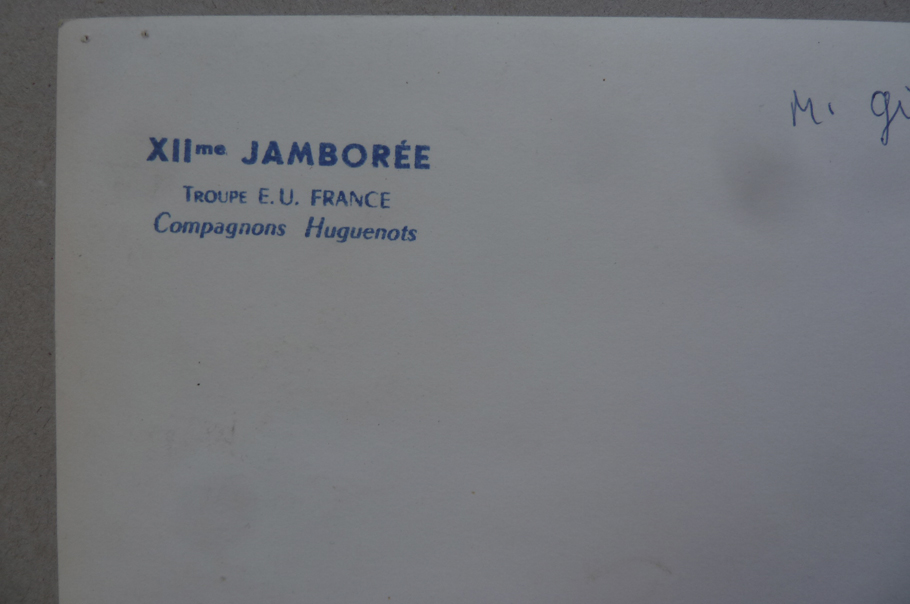 XIIme JAMBORÉE
TROUPE E.U. FRANCE
Compagnons Huguenots
M.